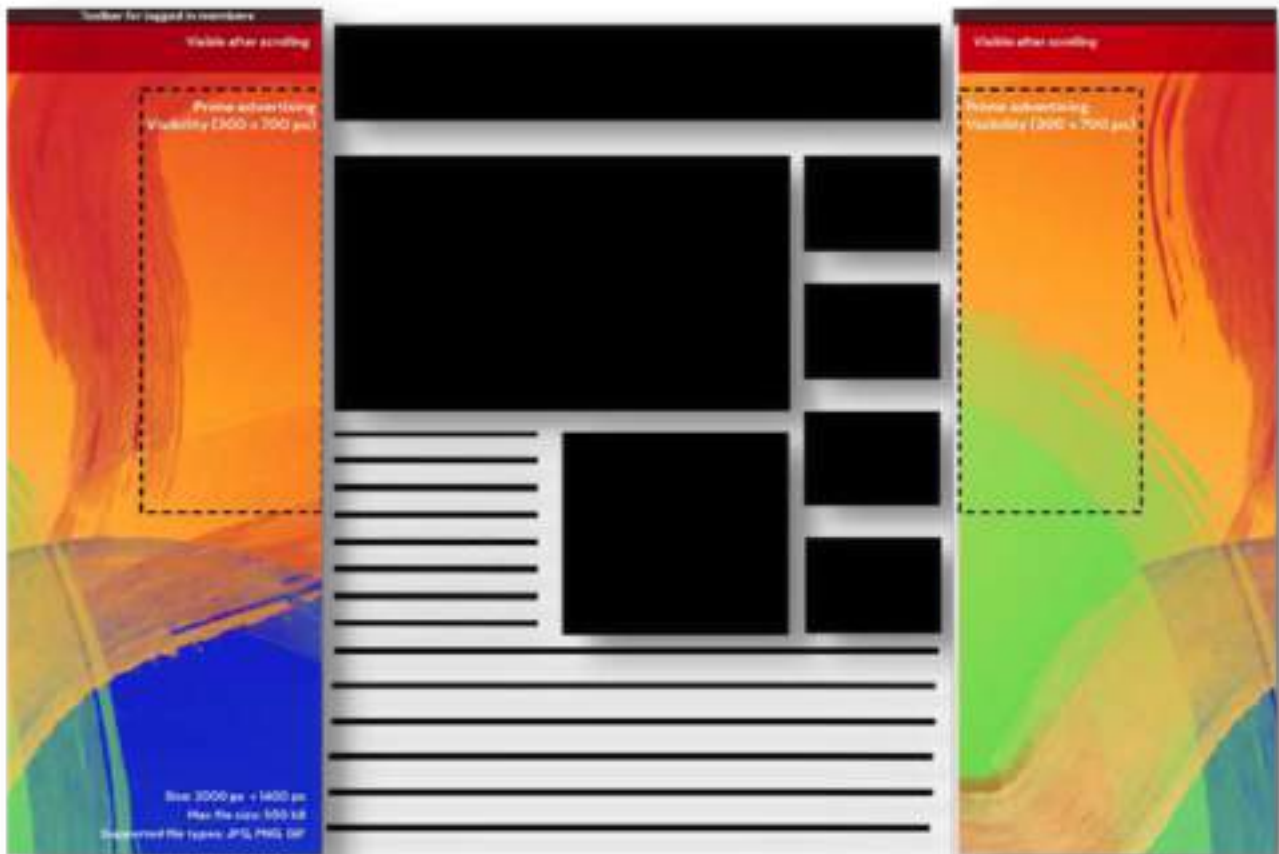 Toolbar for logged in members
Visible after scrolling
Visible after scrolling
Prime advertising
Visibility (300 × 700 px)
Prime advertising
Visibility (300 × 700 px)
Size: 2000 px × 1400 px
Max file size: 500 kB
Supported file types: JPG, PNG, GIF